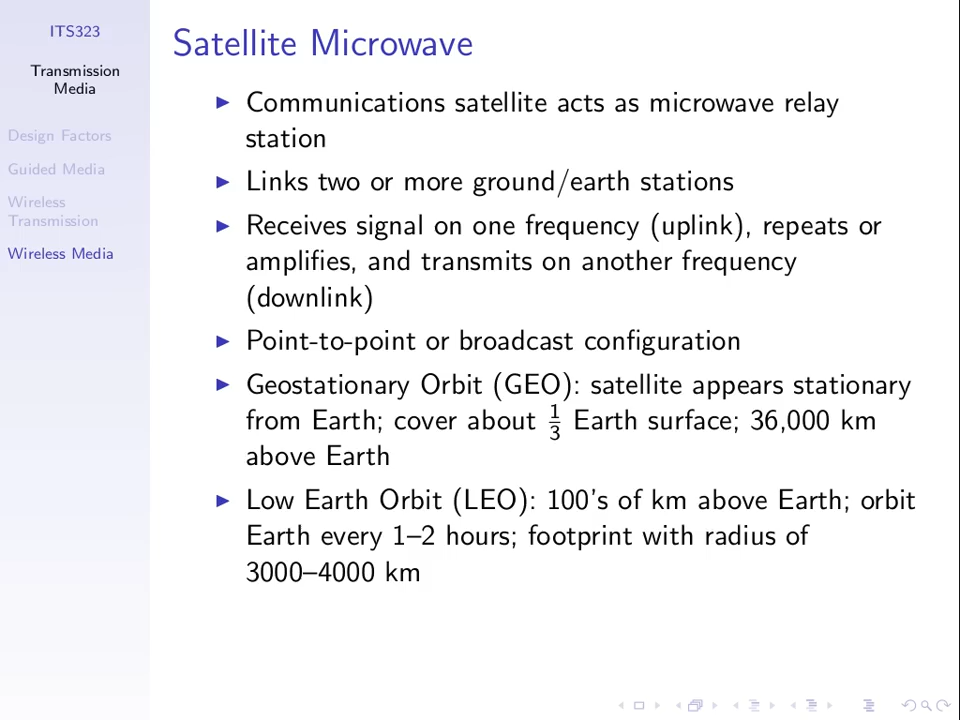 ITS323
Transmission
Media
Design Factors
Guided Media
Wireless
Transmission
Wireless Media
Satellite Microwave
Communications satellite acts as microwave relay
station
Links two or more ground/earth stations
Receives signal on one frequency (uplink), repeats or
amplifies, and transmits on another frequency
(downlink)
Point-to-point or broadcast configuration
Geostationary Orbit (GEO): satellite appears stationary
from Earth; cover about 1/3 Earth surface; 36,000 km
above Earth
Low Earth Orbit (LEO): 100's of km above Earth; orbit
Earth every 1–2 hours; footprint with radius of
3000–4000 km